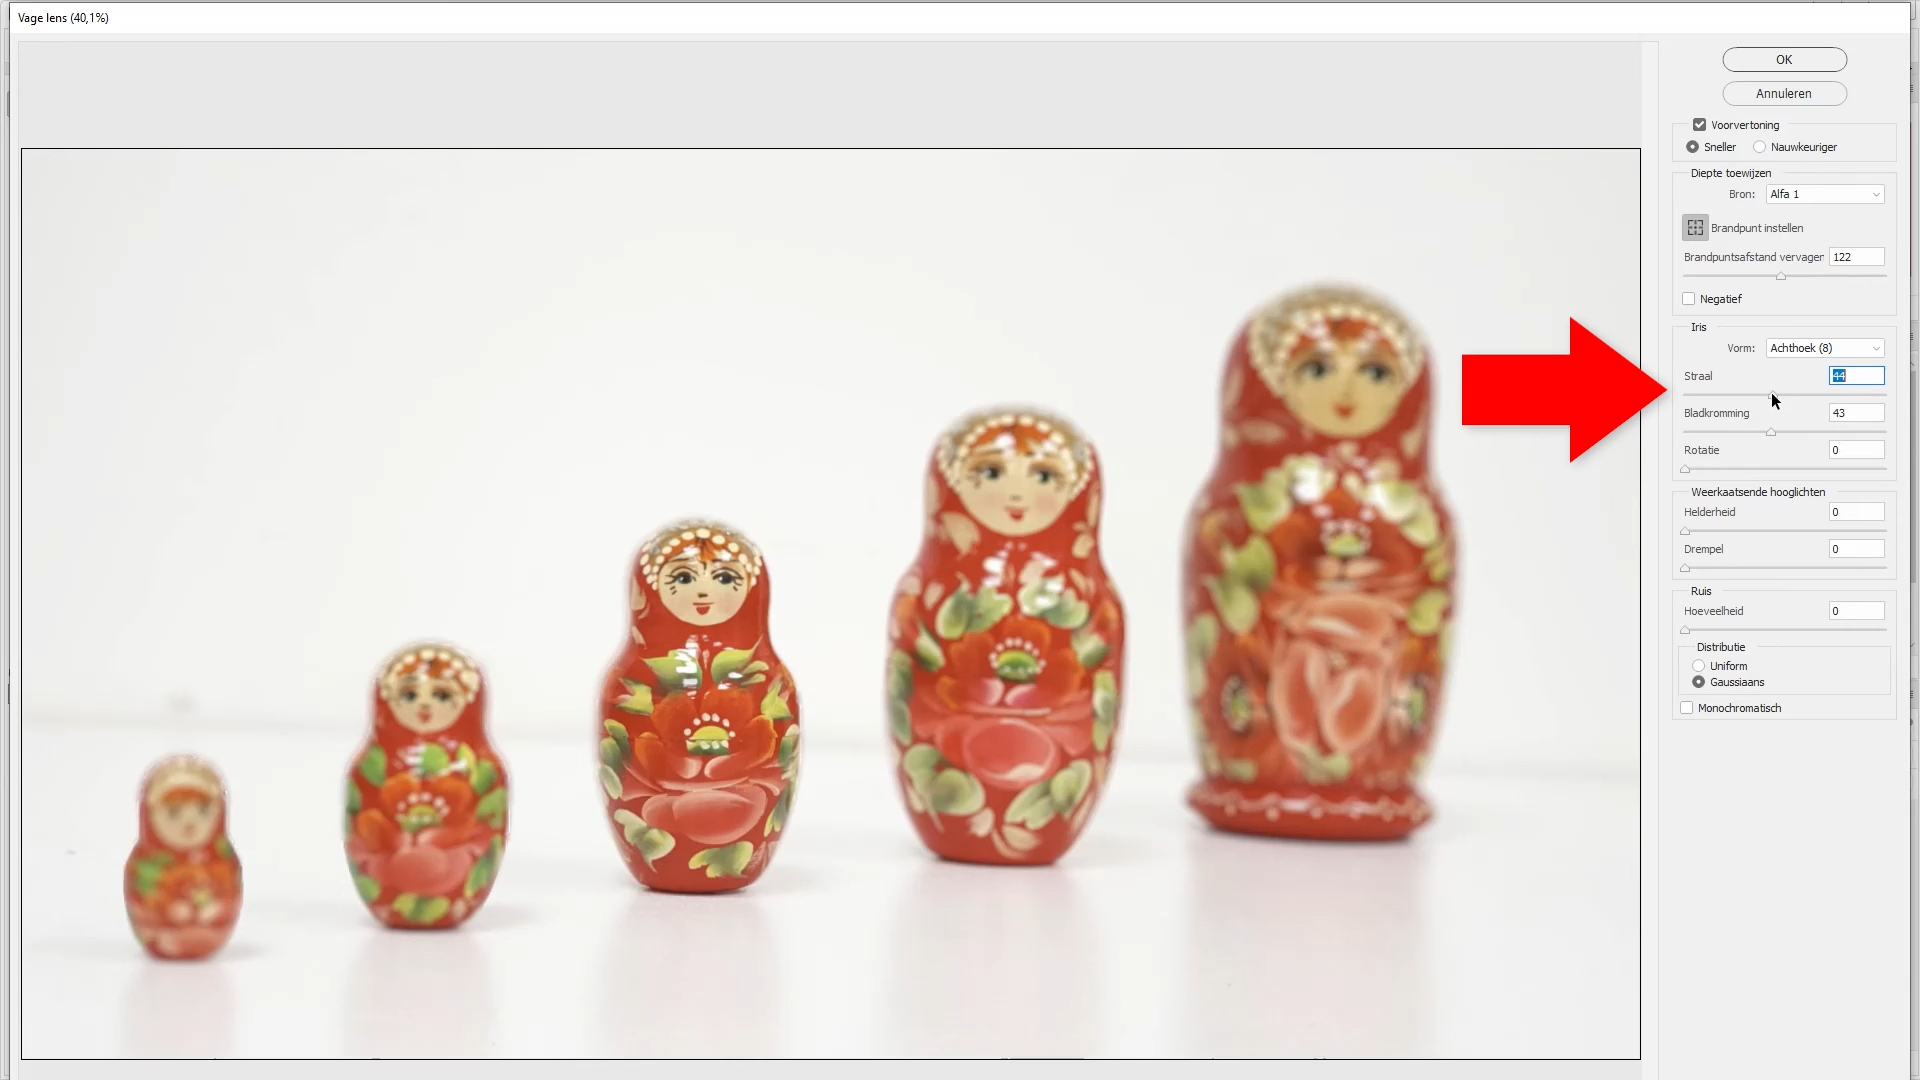 Vage lens (40,1%)
OK
Annuleren
Voorvertoning
Sneller Nauwkeuriger
Diepte toewijzen
Bron: Alfa 1
Brandpunt instellen
Brandpuntsafstand vervagen 122
Negatief
Iris
Vorm: Achthoek (8)
Straal 44
Bladkromming 43
Rotatie 0
Weerkaatsende hooglichten
Helderheid 0
Drempel 0
Ruis
Hoeveelheid 0
Distributie
Uniform
Gaussiaans
Monochromatisch